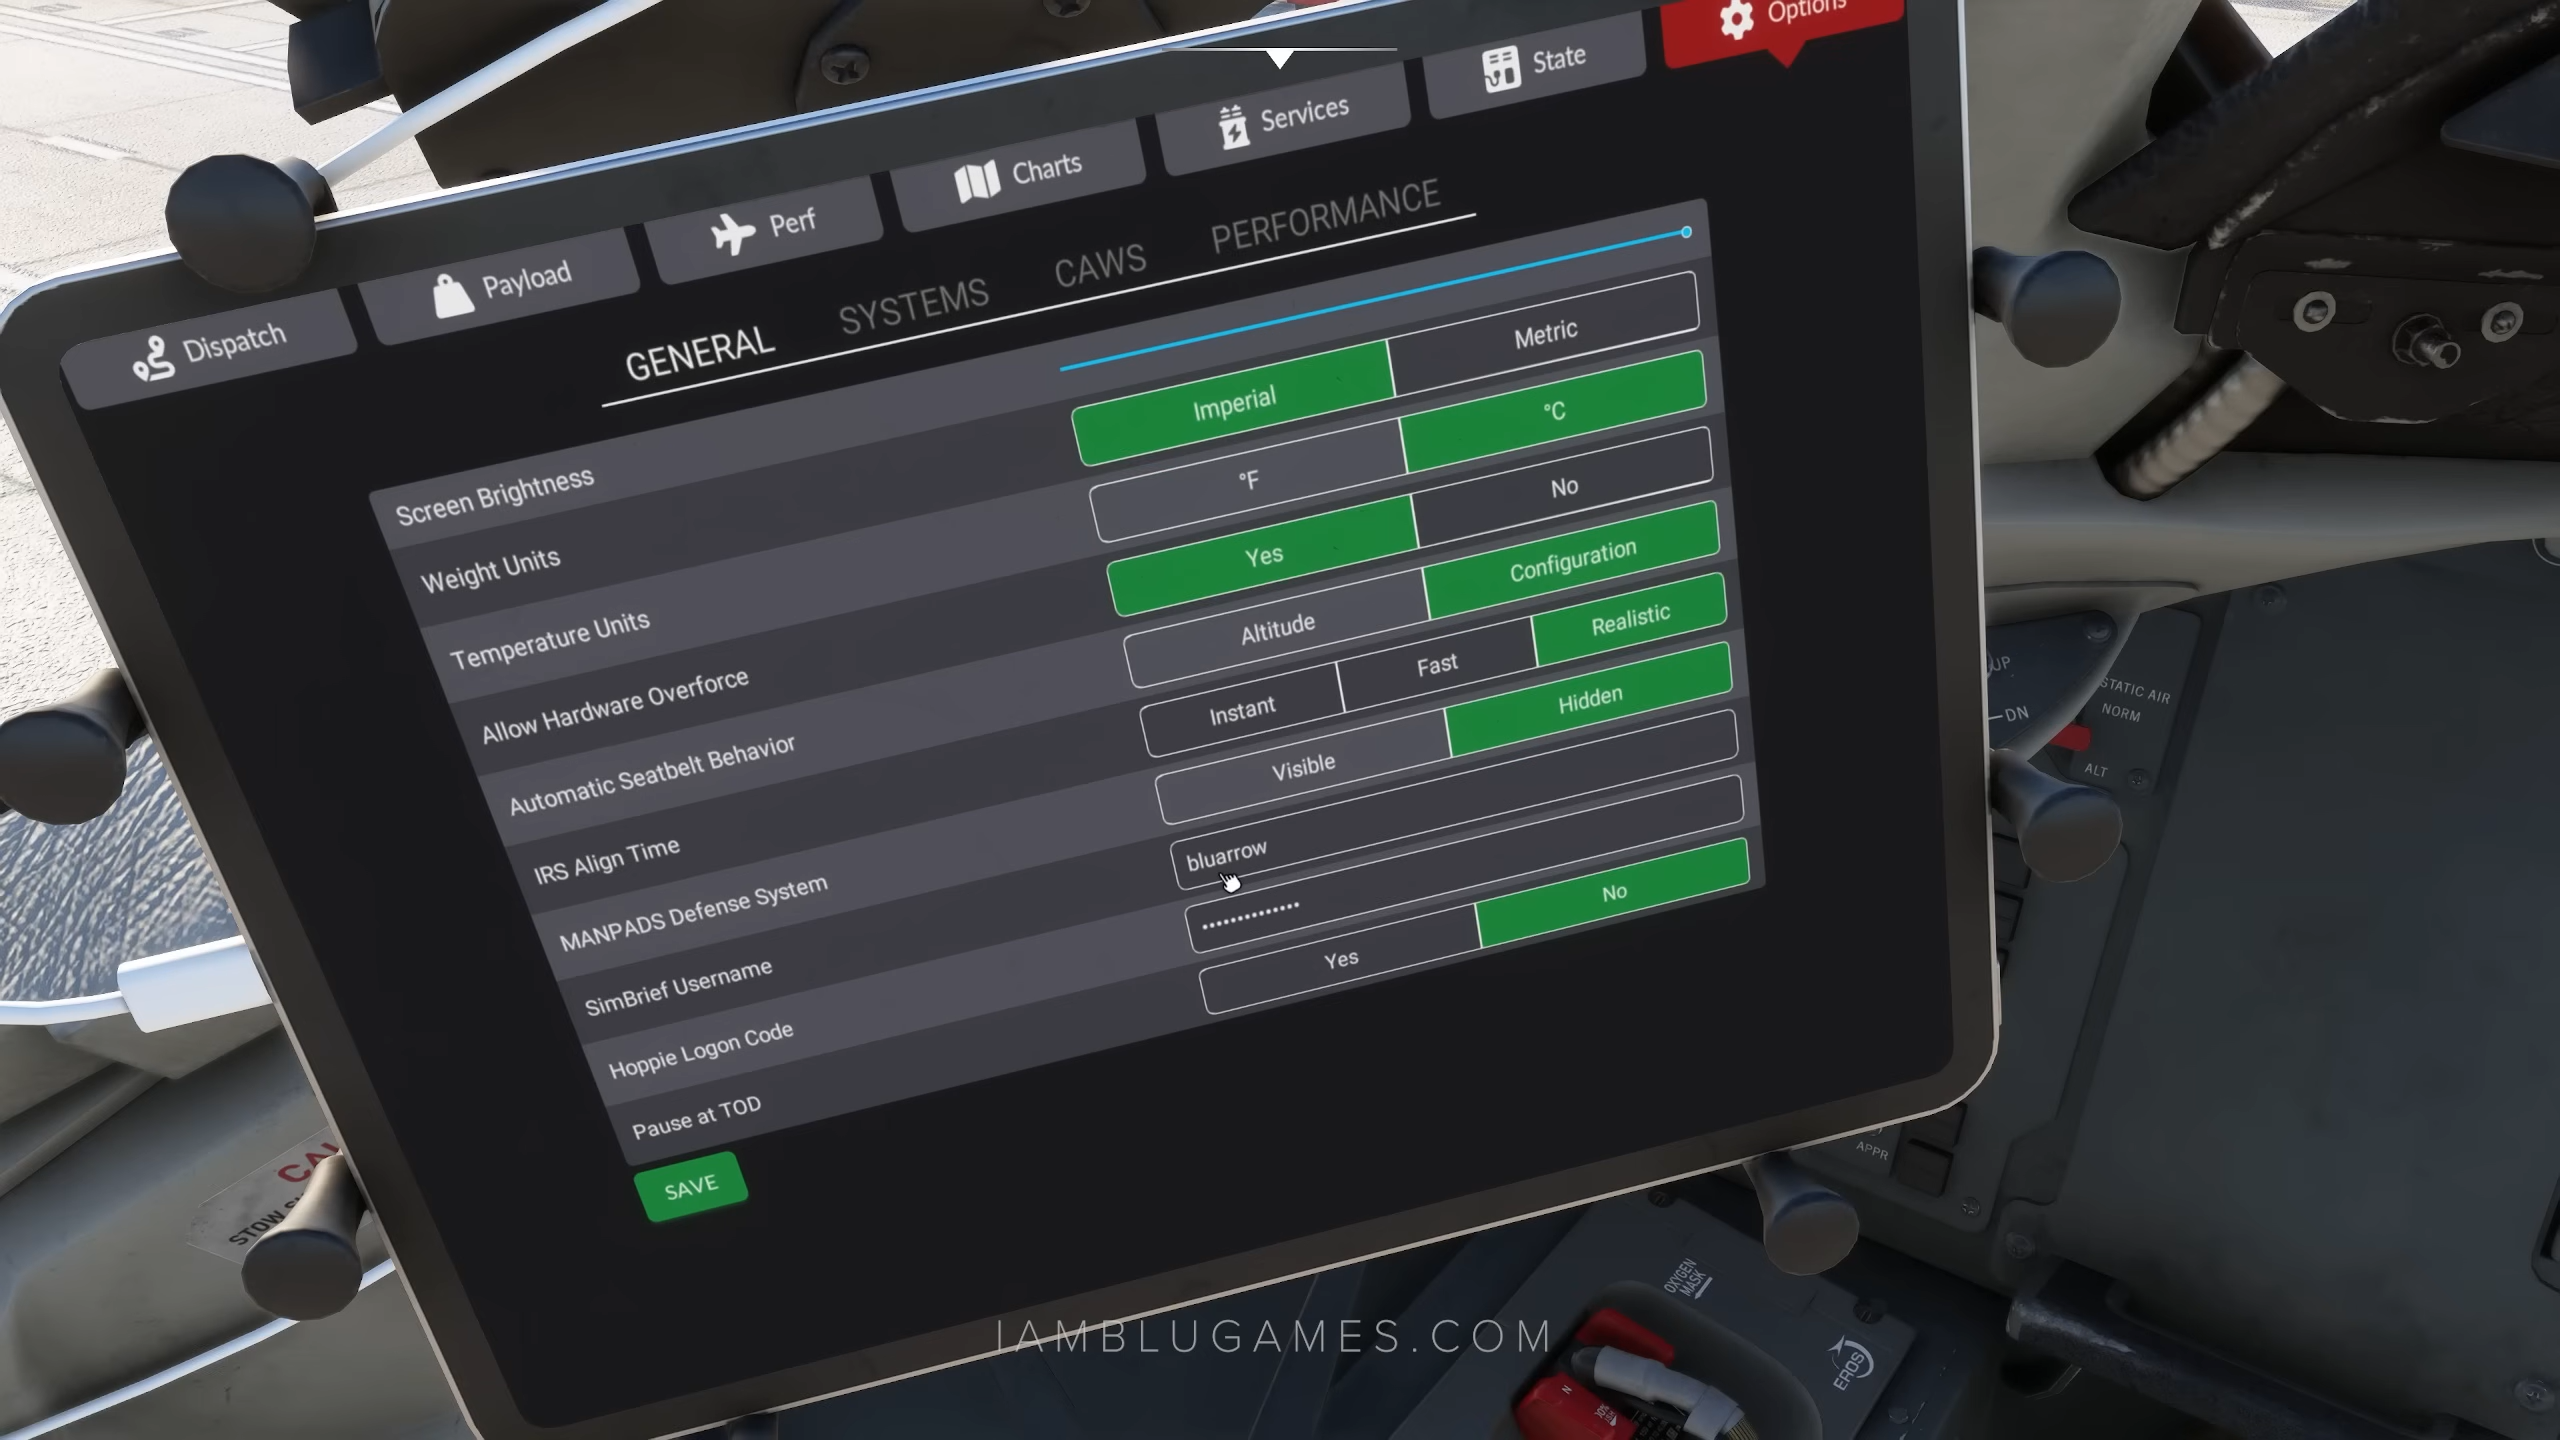 Options
State
Services
Charts
Perf
Payload
Dispatch
GENERAL SYSTEMS CAWS PERFORMANCE
Screen Brightness
Weight Units Imperial Metric
Temperature Units °F °C
Allow Hardware Overforce Yes No
Automatic Seatbelt Behavior Altitude Configuration
IRS Align Time Instant Fast Realistic
MANPADS Defense System Visible Hidden
SimBrief Username bluarrow
Hoppie Logon Code ••••••••••••••
Pause at TOD Yes No
SAVE
UP
DN
STATIC AIR
NORM
ALT
APPR
OXYGEN
MASK
EROS
N
IAMBLUGAMES.COM